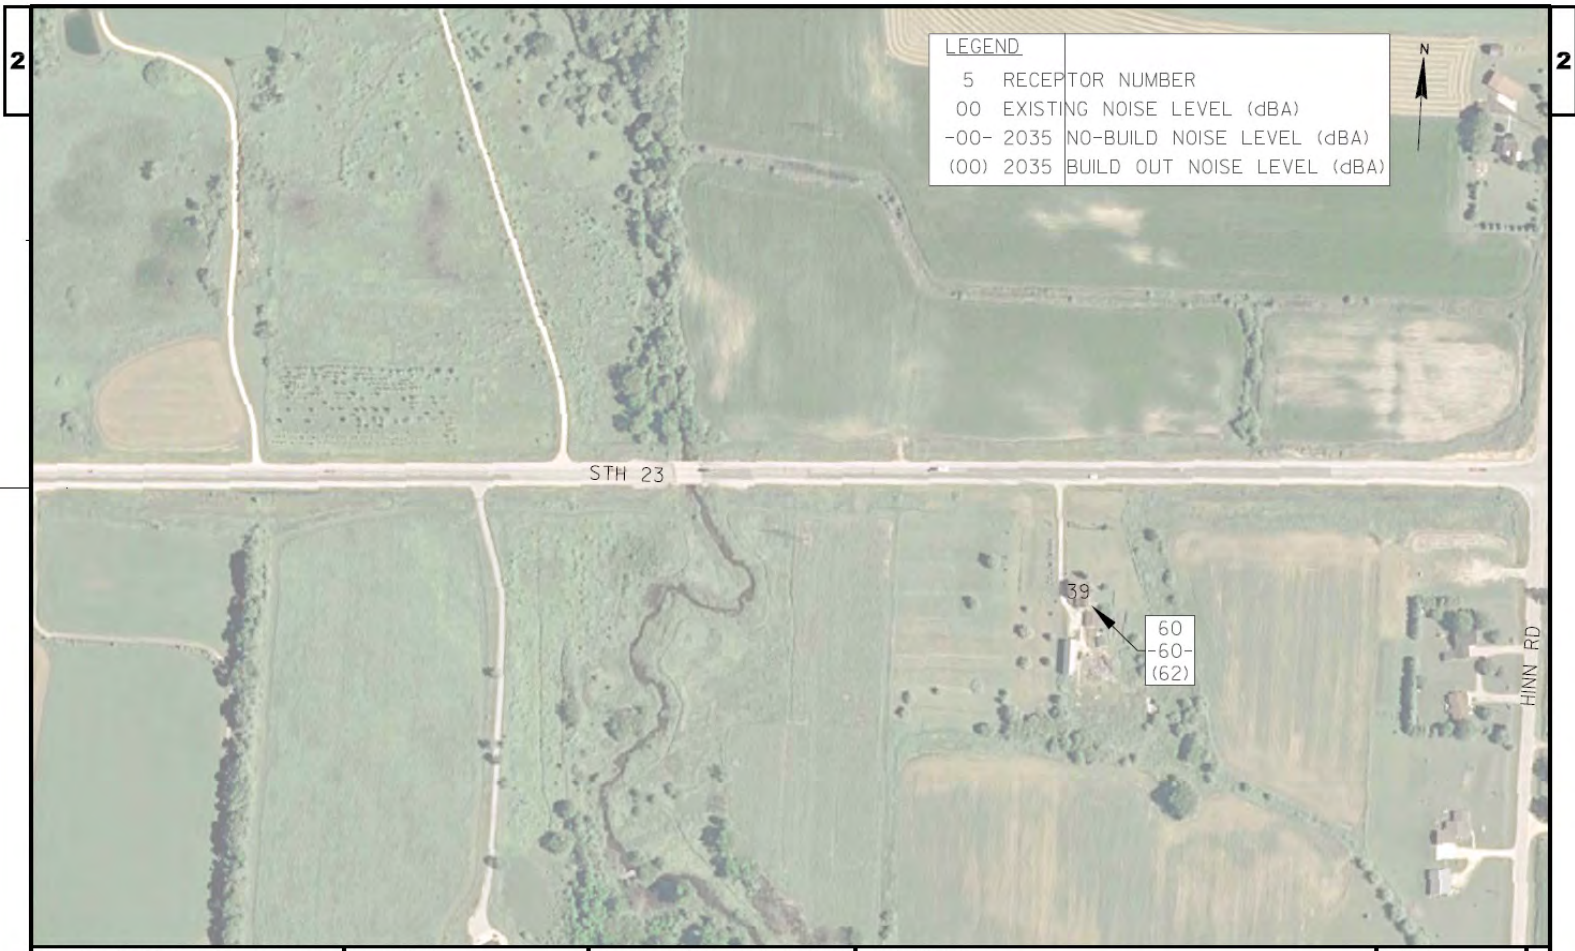 2
2
LEGEND
5 RECEPTOR NUMBER
00 EXISTING NOISE LEVEL (dBA)
-00- 2035 NO-BUILD NOISE LEVEL (dBA)
(00) 2035 BUILD OUT NOISE LEVEL (dBA)
N
STH 23
39
60
-60-
(62)
HINN RD